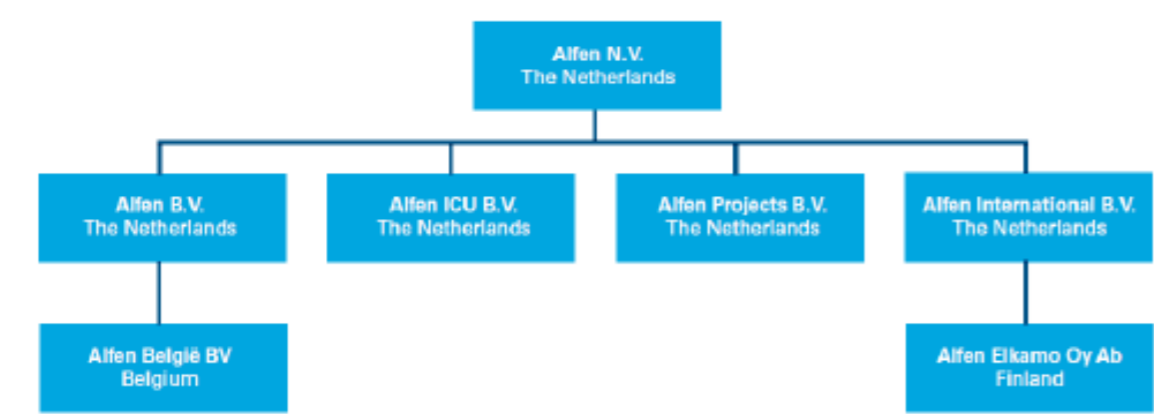 Alfen N.V.
The Netherlands
Alfen B.V.
The Netherlands
Alfen ICU B.V.
The Netherlands
Alfen Projects B.V.
The Netherlands
Alfen International B.V.
The Netherlands
Alfen België BV
Belgium
Alfen Elkamo Oy Ab
Finland